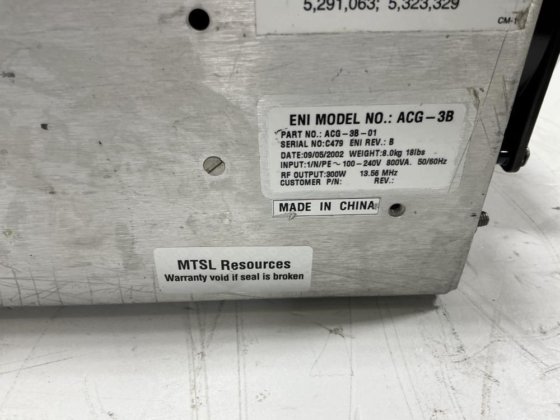 5,291,063; 5,323,329
CM-1
ENI MODEL NO.: ACG-3B
PART NO.: ACG-3B-01
SERIAL NO:C479 ENI REV.: B
DATE:09/05/2002 WEIGHT:8.0kg 18lbs
INPUT:1/N/PE ~ 100-240V 800VA. 50/60Hz
RF OUTPUT:300W 13.56 MHz
CUSTOMER P/N: REV.:
MADE IN CHINA
MTSL Resources
Warranty void if seal is broken